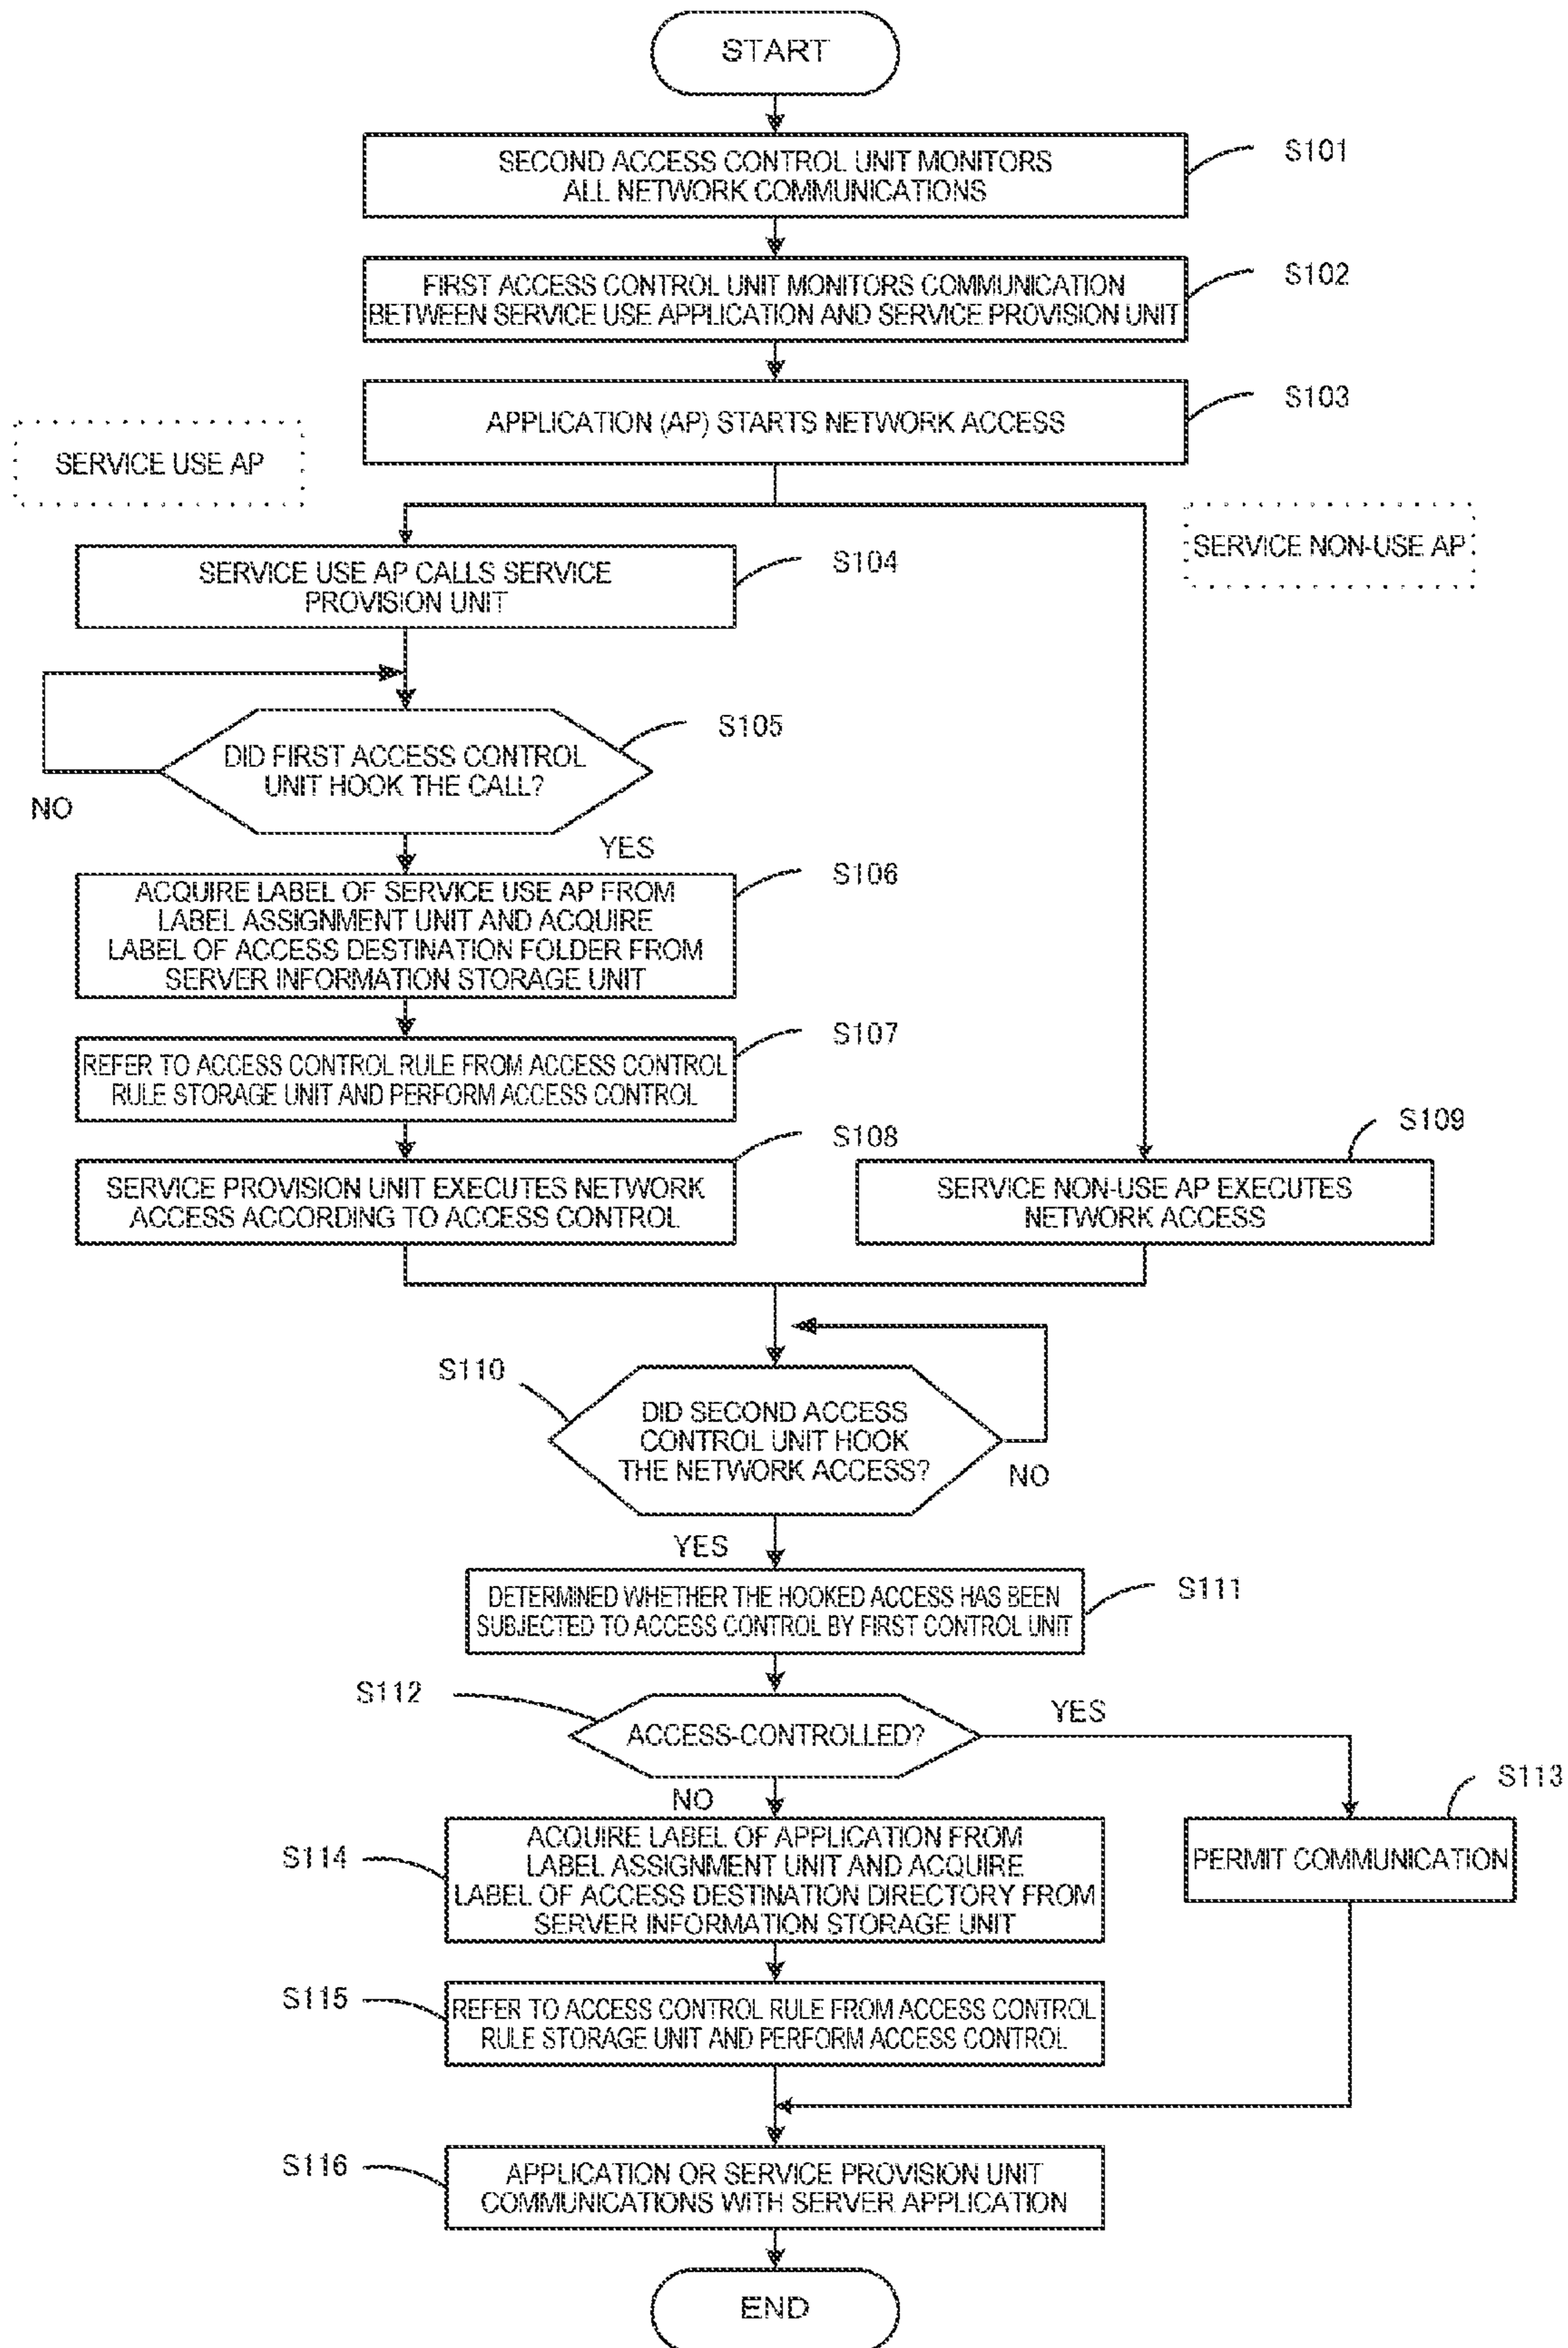 START
SECOND ACCESS CONTROL UNIT MONITORS
ALL NETWORK COMMUNICATIONS
S101
FIRST ACCESS CONTROL UNIT MONITORS COMMUNICATION
BETWEEN SERVICE USE APPLICATION AND SERVICE PROVISION UNIT
S102
APPLICATION (AP) STARTS NETWORK ACCESS
S103
SERVICE USE AP
SERVICE NON-USE AP
SERVICE USE AP CALLS SERVICE
PROVISION UNIT
S104
DID FIRST ACCESS CONTROL
UNIT HOOK THE CALL?
S105
NO
YES
ACQUIRE LABEL OF SERVICE USE AP FROM
LABEL ASSIGNMENT UNIT AND ACQUIRE
LABEL OF ACCESS DESTINATION FOLDER FROM
SERVER INFORMATION STORAGE UNIT
S106
REFER TO ACCESS CONTROL RULE FROM ACCESS CONTROL
RULE STORAGE UNIT AND PERFORM ACCESS CONTROL
S107
SERVICE PROVISION UNIT EXECUTES NETWORK
ACCESS ACCORDING TO ACCESS CONTROL
S108
SERVICE NON-USE AP EXECUTES
NETWORK ACCESS
S109
S110
DID SECOND ACCESS
CONTROL UNIT HOOK
THE NETWORK ACCESS?
NO
YES
DETERMINED WHETHER THE HOOKED ACCESS HAS BEEN
SUBJECTED TO ACCESS CONTROL BY FIRST CONTROL UNIT
S111
S112
ACCESS-CONTROLLED?
YES
NO
S113
PERMIT COMMUNICATION
S114
ACQUIRE LABEL OF APPLICATION FROM
LABEL ASSIGNMENT UNIT AND ACQUIRE
LABEL OF ACCESS DESTINATION DIRECTORY FROM
SERVER INFORMATION STORAGE UNIT
S115
REFER TO ACCESS CONTROL RULE FROM ACCESS CONTROL
RULE STORAGE UNIT AND PERFORM ACCESS CONTROL
S116
APPLICATION OR SERVICE PROVISION UNIT
COMMUNICATIONS WITH SERVER APPLICATION
END